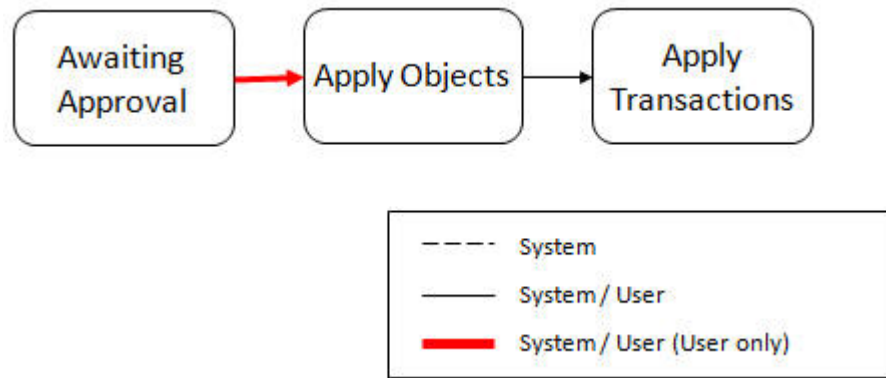 Awaiting
Approval
Apply Objects
Apply
Transactions
System
System / User
System / User (User only)